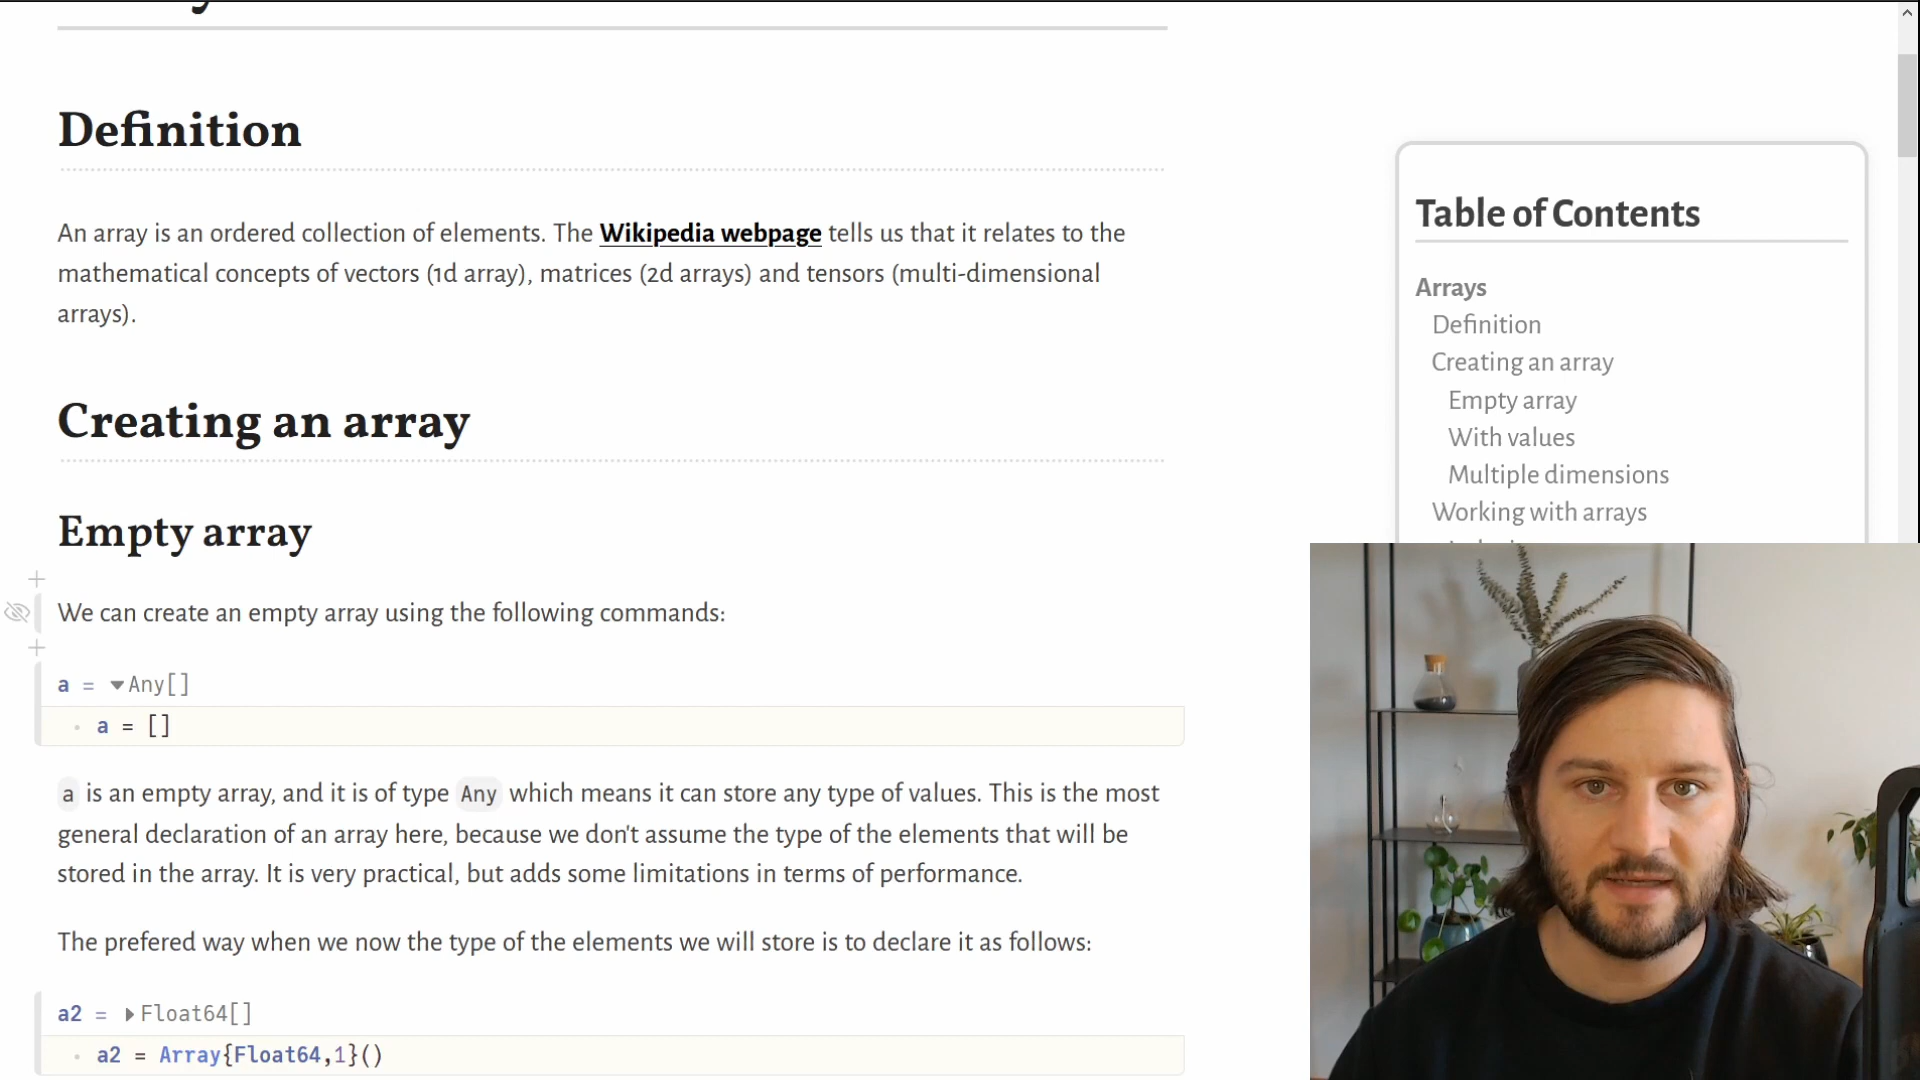 Definition
An array is an ordered collection of elements. The Wikipedia webpage tells us that it relates to the
mathematical concepts of vectors (1d array), matrices (2d arrays) and tensors (multi-dimensional
arrays).
Creating an array
Empty array
We can create an empty array using the following commands:
a = Any[]
a = []
a is an empty array, and it is of type Any which means it can store any type of values. This is the most
general declaration of an array here, because we don't assume the type of the elements that will be
stored in the array. It is very practical, but adds some limitations in terms of performance.
The prefered way when we now the type of the elements we will store is to declare it as follows:
a2 = Float64[]
a2 = Array{Float64,1}()
Table of Contents
Arrays
Definition
Creating an array
Empty array
With values
Multiple dimensions
Working with arrays